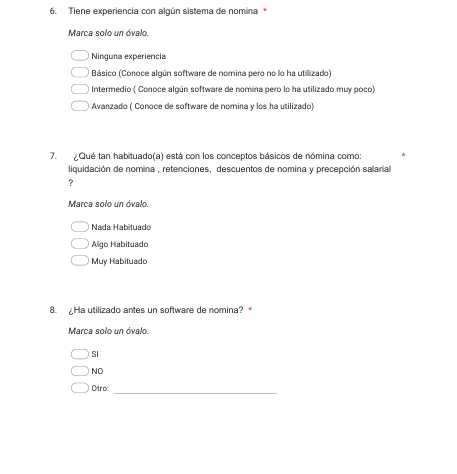 6. Tiene experiencia con algún sistema de nomina *
Marca solo un óvalo.
Ninguna experiencia
Básico (Conoce algún software de nomina pero no lo ha utilizado)
Intermedio ( Conoce algún software de nomina pero lo ha utilizado muy poco)
Avanzado ( Conoce de software de nomina y los ha utilizado)
7. ¿Qué tan habituado(a) está con los conceptos básicos de nómina como: *
liquidación de nomina , retenciones, descuentos de nomina y precepción salarial
?
Marca solo un óvalo.
Nada Habituado
Algo Habituado
Muy Habituado
8. ¿Ha utilizado antes un software de nomina? *
Marca solo un óvalo.
SI
NO
Otro: